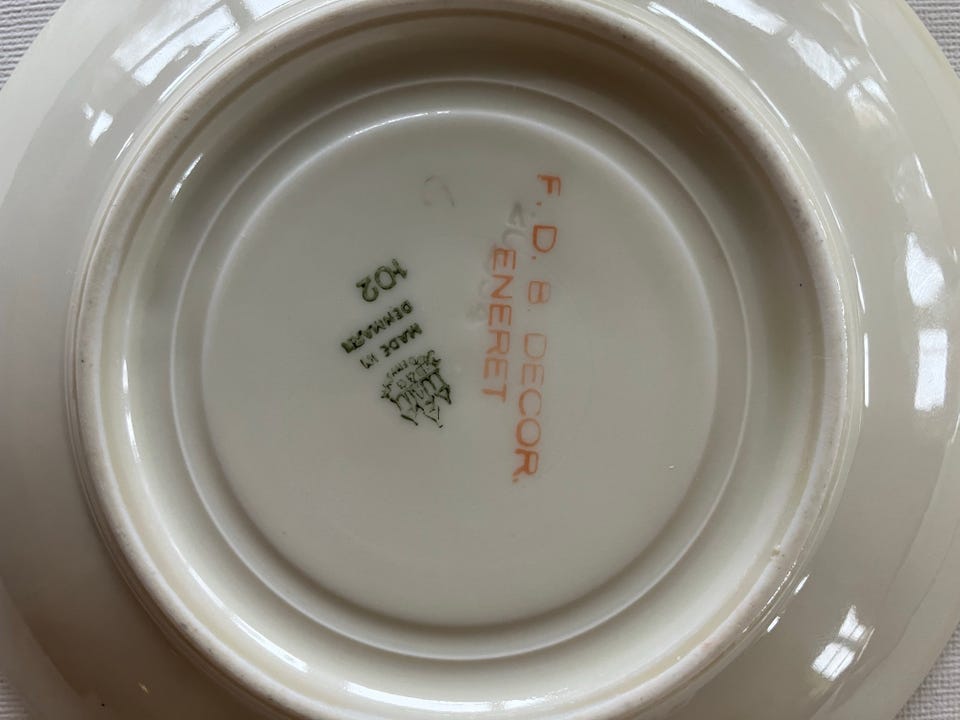 F. D. B DECOR.
ENERET
MADE IN
DENMARK
102